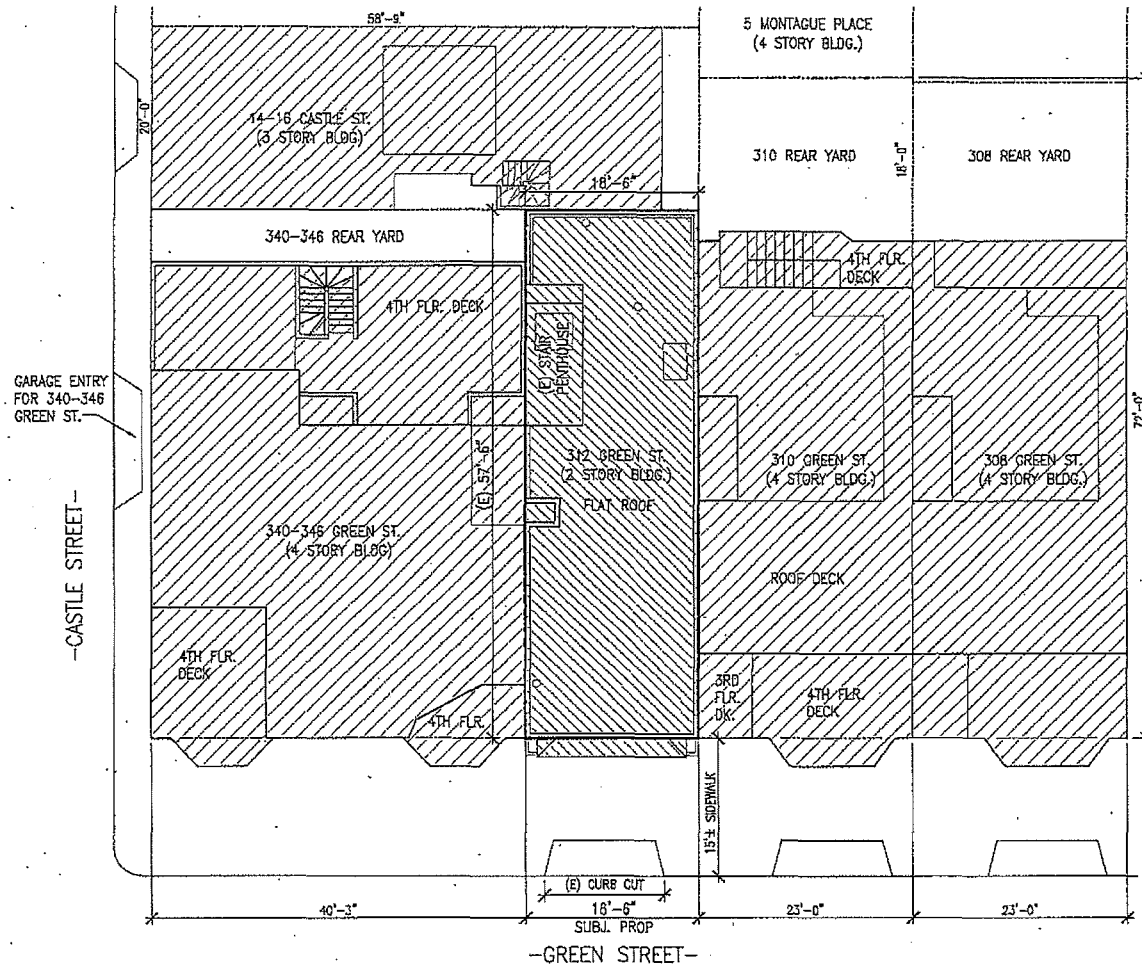 58'-9"
5 MONTAGUE PLACE
(4 STORY BLDG.)
20'-0"
14-16 CASTLE ST.
(3 STORY BLDG)
310 REAR YARD
18'-0"
308 REAR YARD
18'-6"
340-346 REAR YARD
4TH FLR. DECK
4TH FLR.
DECK
(E) STAIR
PENTHOUSE
GARAGE ENTRY
FOR 340-346
GREEN ST.
(E) 57'-6"
312 GREEN ST.
(2 STORY BLDG.)
FLAT ROOF
310 GREEN ST.
(4 STORY BLDG.)
308 GREEN ST.
(4 STORY BLDG.)
340-346 GREEN ST.
(4 STORY BLDG)
-CASTLE STREET-
ROOF DECK
4TH FLR.
DECK
4TH FLR.
3RD
FLR.
DK.
4TH FLR.
DECK
15'± SIDEWALK
(E) CURB CUT
40'-3"
18'-6"
SUBJ. PROP
23'-0"
23'-0"
-GREEN STREET-